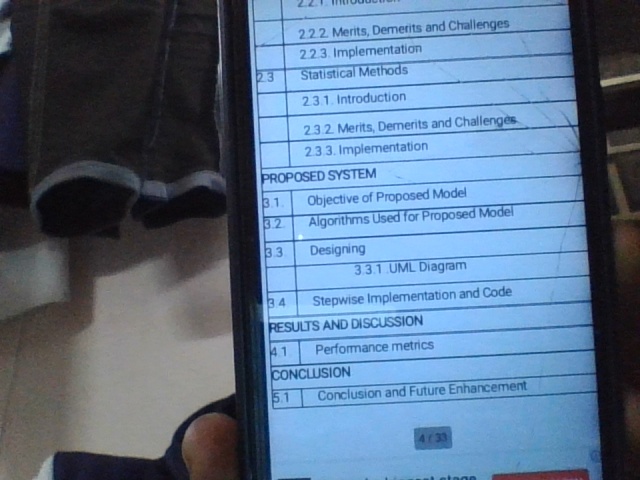 2.2.1. Introduction
2.2.2. Merits, Demerits and Challenges
2.2.3. Implementation
2.3 Statistical Methods
2.3.1. Introduction
2.3.2. Merits, Demerits and Challenges
2.3.3. Implementation
PROPOSED SYSTEM
3.1. Objective of Proposed Model
3.2. Algorithms Used for Proposed Model
3.3. Designing
3.3.1 .UML Diagram
3.4 Stepwise Implementation and Code
RESULTS AND DISCUSSION
4.1 Performance metrics
CONCLUSION
5.1 Conclusion and Future Enhancement
4 / 33